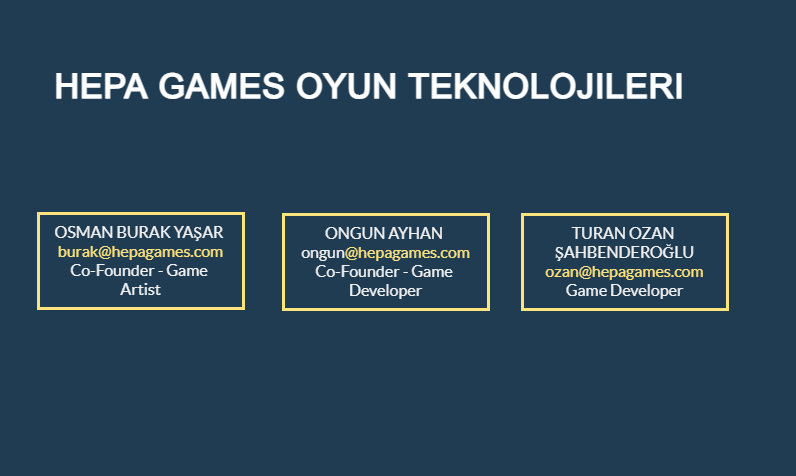 HEPA GAMES OYUN TEKNOLOJILERI
OSMAN BURAK YAŞAR
burak@hepagames.com
Co-Founder - Game
Artist
ONGUN AYHAN
ongun@hepagames.com
Co-Founder - Game
Developer
TURAN OZAN
ŞAHBENDEROĞLU
ozan@hepagames.com
Game Developer